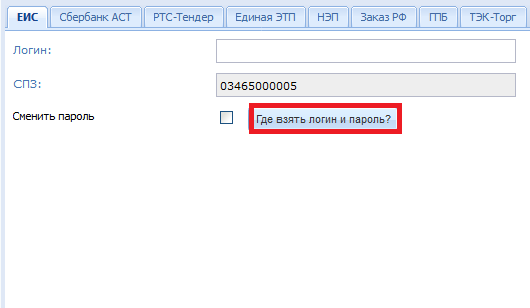 ЕИС Сбербанк АСТ РТС-Тендер Единая ЭТП НЭП Заказ РФ ГПБ ТЭК-Торг
Логин:
СПЗ: 03465000005
Сменить пароль Где взять логин и пароль?